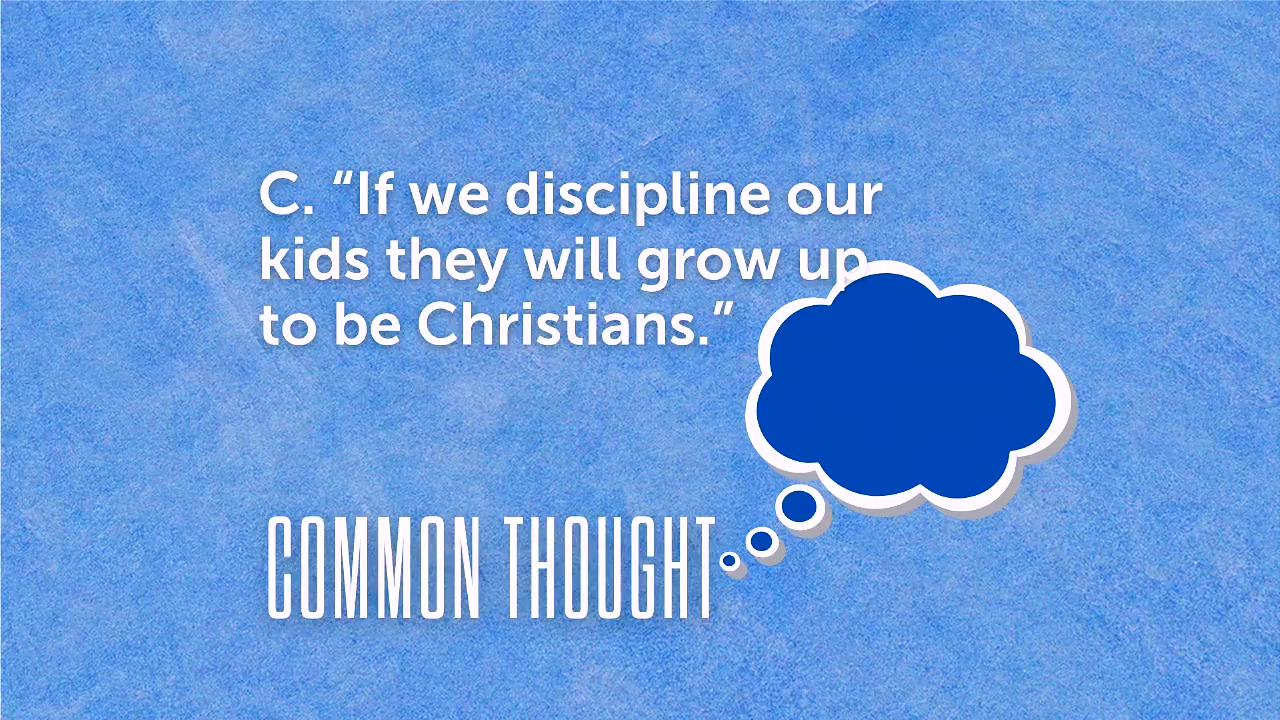 C. “If we discipline our
kids they will grow up
to be Christians.”
COMMON THOUGHT